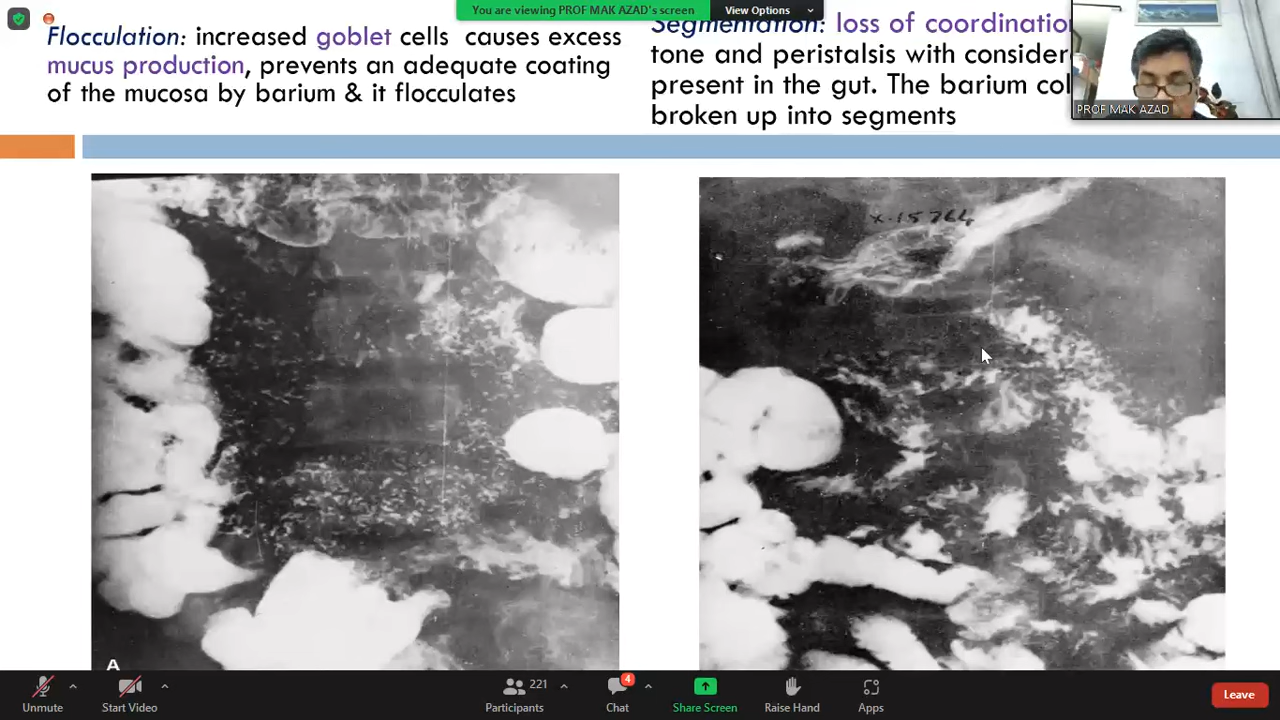 You are viewing PROF MAK AZAD's screen
View Options
Flocculation: increased goblet cells causes excess
mucus production, prevents an adequate coating
of the mucosa by barium & it flocculates
Segmentation: loss of coordination
tone and peristalsis with consider
present in the gut. The barium col
broken up into segments
PROF MAK AZAD
X-15764
A
Unmute
Start Video
221
Participants
4
Chat
Share Screen
Raise Hand
Apps
Leave